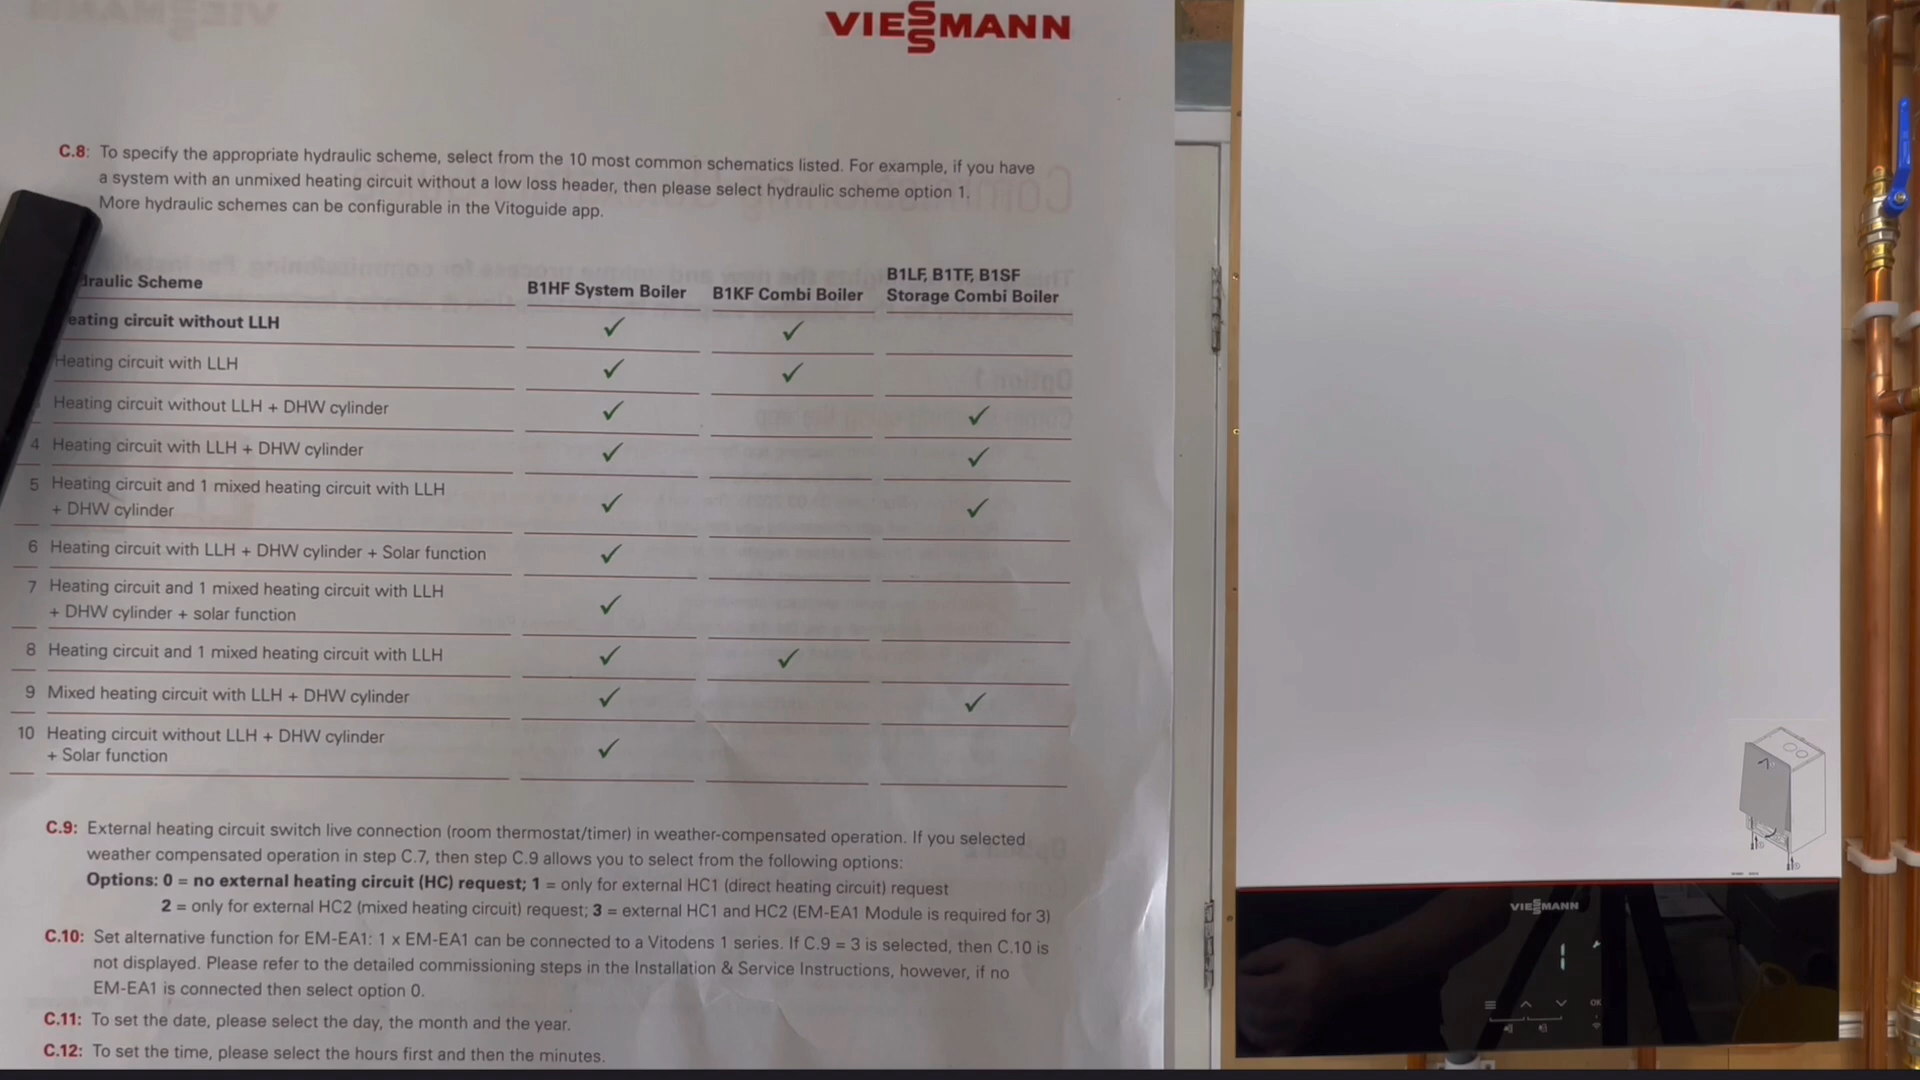 VIESSMANN
C.8: To specify the appropriate hydraulic scheme, select from the 10 most common schematics listed. For example, if you have
a system with an unmixed heating circuit without a low loss header, then please select hydraulic scheme option 1.
More hydraulic schemes can be configurable in the Vitoguide app.
Scheme B1HF System Boiler B1KF Combi Boiler B1LF, B1TF, B1SF
Storage Combi Boiler
circuit without LLH ✓ ✓
Heating circuit with LLH ✓ ✓
Heating circuit without LLH + DHW cylinder ✓ ✓
4 Heating circuit with LLH + DHW cylinder ✓ ✓
5 Heating circuit and 1 mixed heating circuit with LLH
+ DHW cylinder ✓ ✓
6 Heating circuit with LLH + DHW cylinder + Solar function ✓
7 Heating circuit and 1 mixed heating circuit with LLH
+ DHW cylinder + solar function ✓
8 Heating circuit and 1 mixed heating circuit with LLH ✓ ✓
9 Mixed heating circuit with LLH + DHW cylinder ✓ ✓
10 Heating circuit without LLH + DHW cylinder
+ Solar function ✓
C.9: External heating circuit switch live connection (room thermostat/timer) in weather-compensated operation. If you selected
weather compensated operation in step C.7, then step C.9 allows you to select from the following options:
Options: 0 = no external heating circuit (HC) request; 1 = only for external HC1 (direct heating circuit) request
2 = only for external HC2 (mixed heating circuit) request; 3 = external HC1 and HC2 (EM-EA1 Module is required for 3)
C.10: Set alternative function for EM-EA1: 1 x EM-EA1 can be connected to a Vitodens 1 series. If C.9 = 3 is selected, then C.10 is
not displayed. Please refer to the detailed commissioning steps in the Installation & Service Instructions, however, if no
EM-EA1 is connected then select option 0.
C.11: To set the date, please select the day, the month and the year.
C.12: To set the time, please select the hours first and then the minutes.
VIESSMANN
1
OK